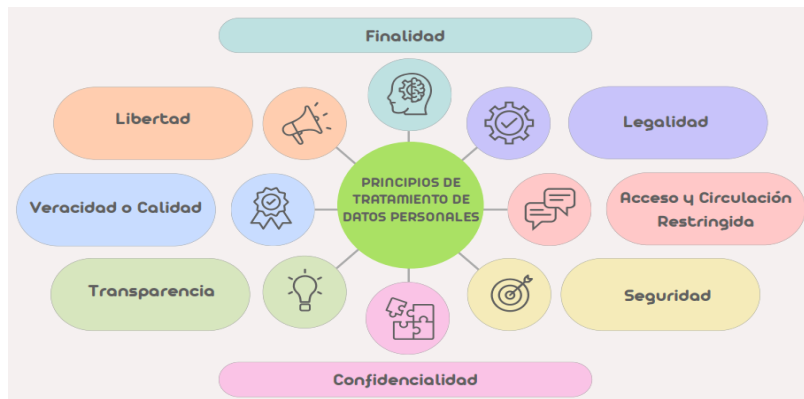 Finalidad
Libertad
Legalidad
PRINCIPIOS DE
TRATAMIENTO DE
DATOS PERSONALES
Veracidad o Calidad
Acceso y Circulación
Restringida
Transparencia
Seguridad
Confidencialidad